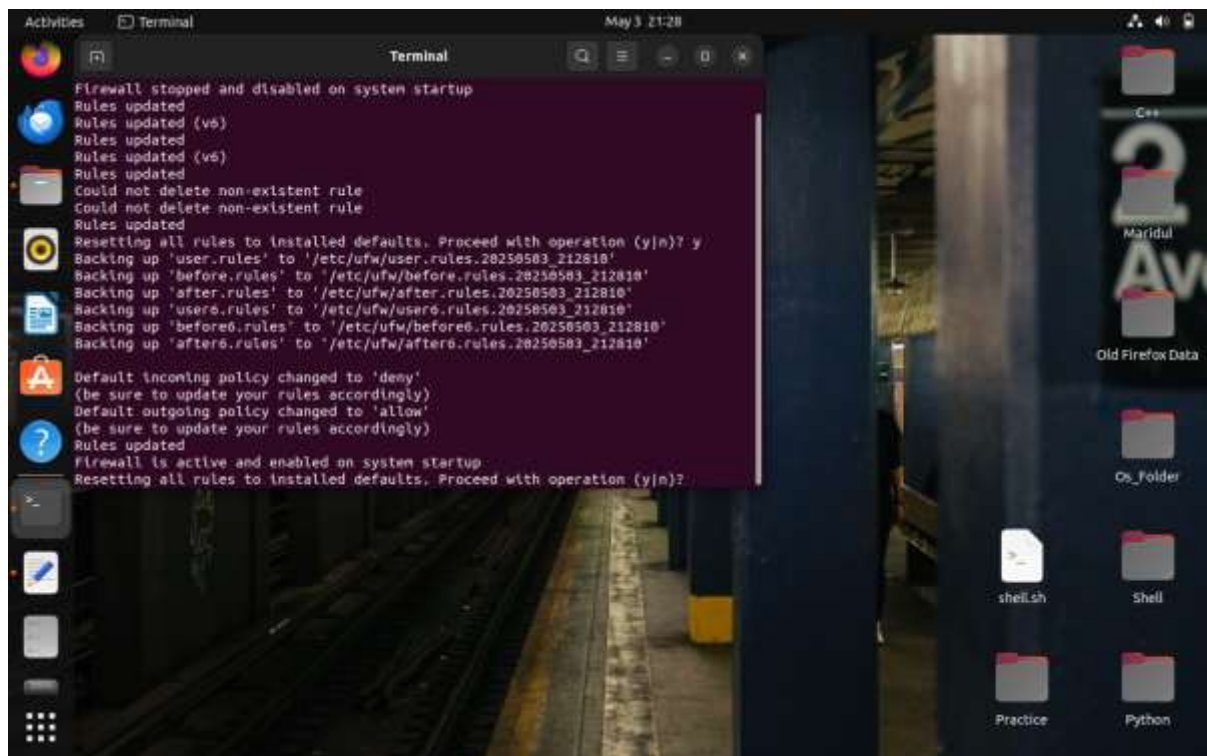 Activities
Terminal
May 3 21:28
Terminal
Firewall stopped and disabled on system startup
Rules updated
Rules updated (v6)
Rules updated
Rules updated (v6)
Rules updated
Could not delete non-existent rule
Could not delete non-existent rule
Rules updated
Resetting all rules to installed defaults. Proceed with operation (y|n)? y
Backing up 'user.rules' to '/etc/ufw/user.rules.20250503_212810'
Backing up 'before.rules' to '/etc/ufw/before.rules.20250503_212810'
Backing up 'after.rules' to '/etc/ufw/after.rules.20250503_212810'
Backing up 'user6.rules' to '/etc/ufw/user6.rules.20250503_212810'
Backing up 'before6.rules' to '/etc/ufw/before6.rules.20250503_212810'
Backing up 'after6.rules' to '/etc/ufw/after6.rules.20250503_212810'
Default incoming policy changed to 'deny'
(be sure to update your rules accordingly)
Default outgoing policy changed to 'allow'
(be sure to update your rules accordingly)
Rules updated
Firewall is active and enabled on system startup
Resetting all rules to installed defaults. Proceed with operation (y|n)?
C++
2
Maridul
Av
Old Firefox Data
Os_Folder
shell.sh
Shell
Practice
Python